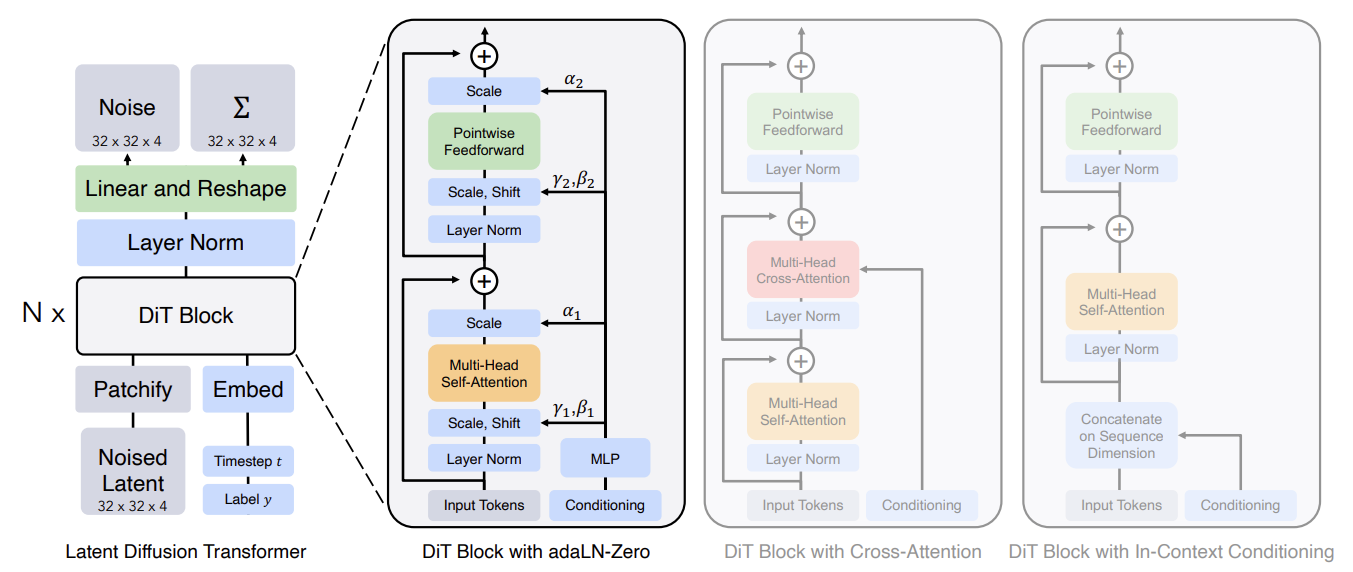 Noise
32 x 32 x 4
Σ
32 x 32 x 4
Linear and Reshape
Layer Norm
N x
DiT Block
Patchify
Embed
Noised
Latent
32 x 32 x 4
Timestep t
Label y
Latent Diffusion Transformer
+
Scale
α₂
Pointwise
Feedforward
Scale, Shift
γ₂,β₂
Layer Norm
+
Scale
α₁
Multi-Head
Self-Attention
Scale, Shift
γ₁,β₁
Layer Norm
MLP
Input Tokens
Conditioning
DiT Block with adaLN-Zero
+
Pointwise
Feedforward
Layer Norm
+
Multi-Head
Cross-Attention
Layer Norm
+
Multi-Head
Self-Attention
Layer Norm
Input Tokens
Conditioning
DiT Block with Cross-Attention
+
Pointwise
Feedforward
Layer Norm
+
Multi-Head
Self-Attention
Layer Norm
Concatenate
on Sequence
Dimension
Input Tokens
Conditioning
DiT Block with In-Context Conditioning